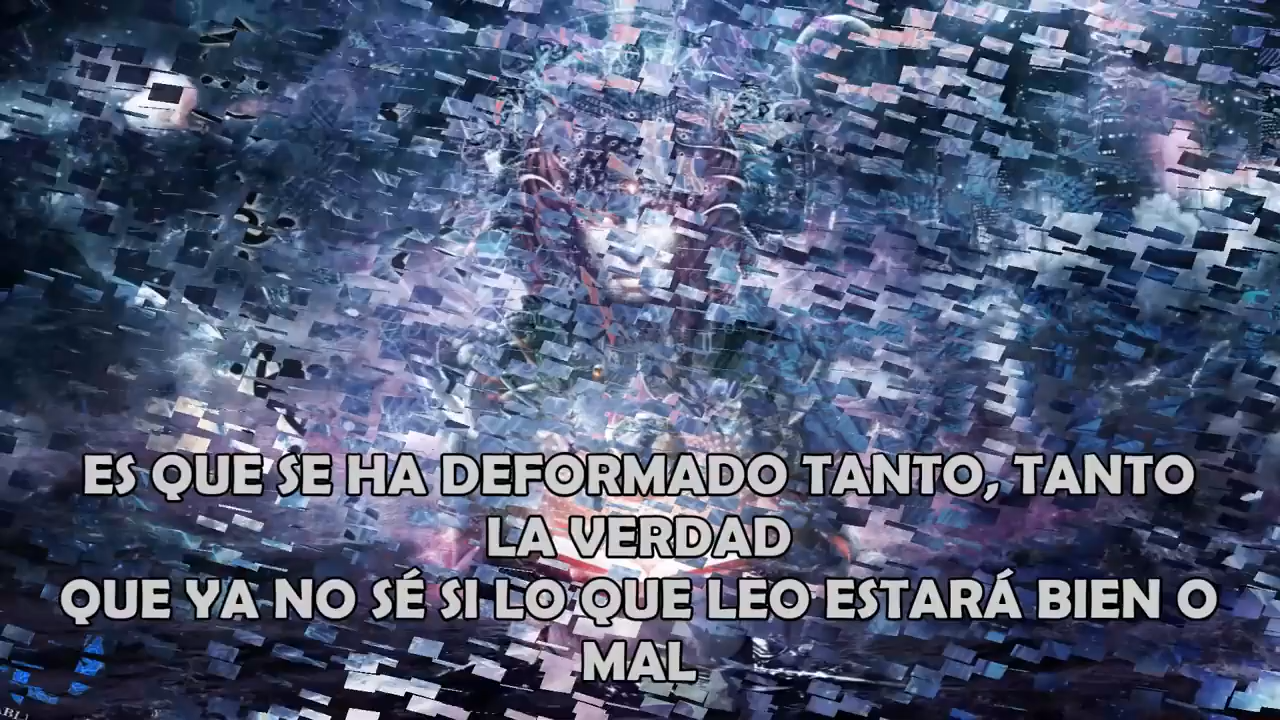 ES QUE SE HA DEFORMADO TANTO, TANTO
LA VERDAD
QUE YA NO SÉ SI LO QUE LEO ESTARÁ BIEN O
MAL